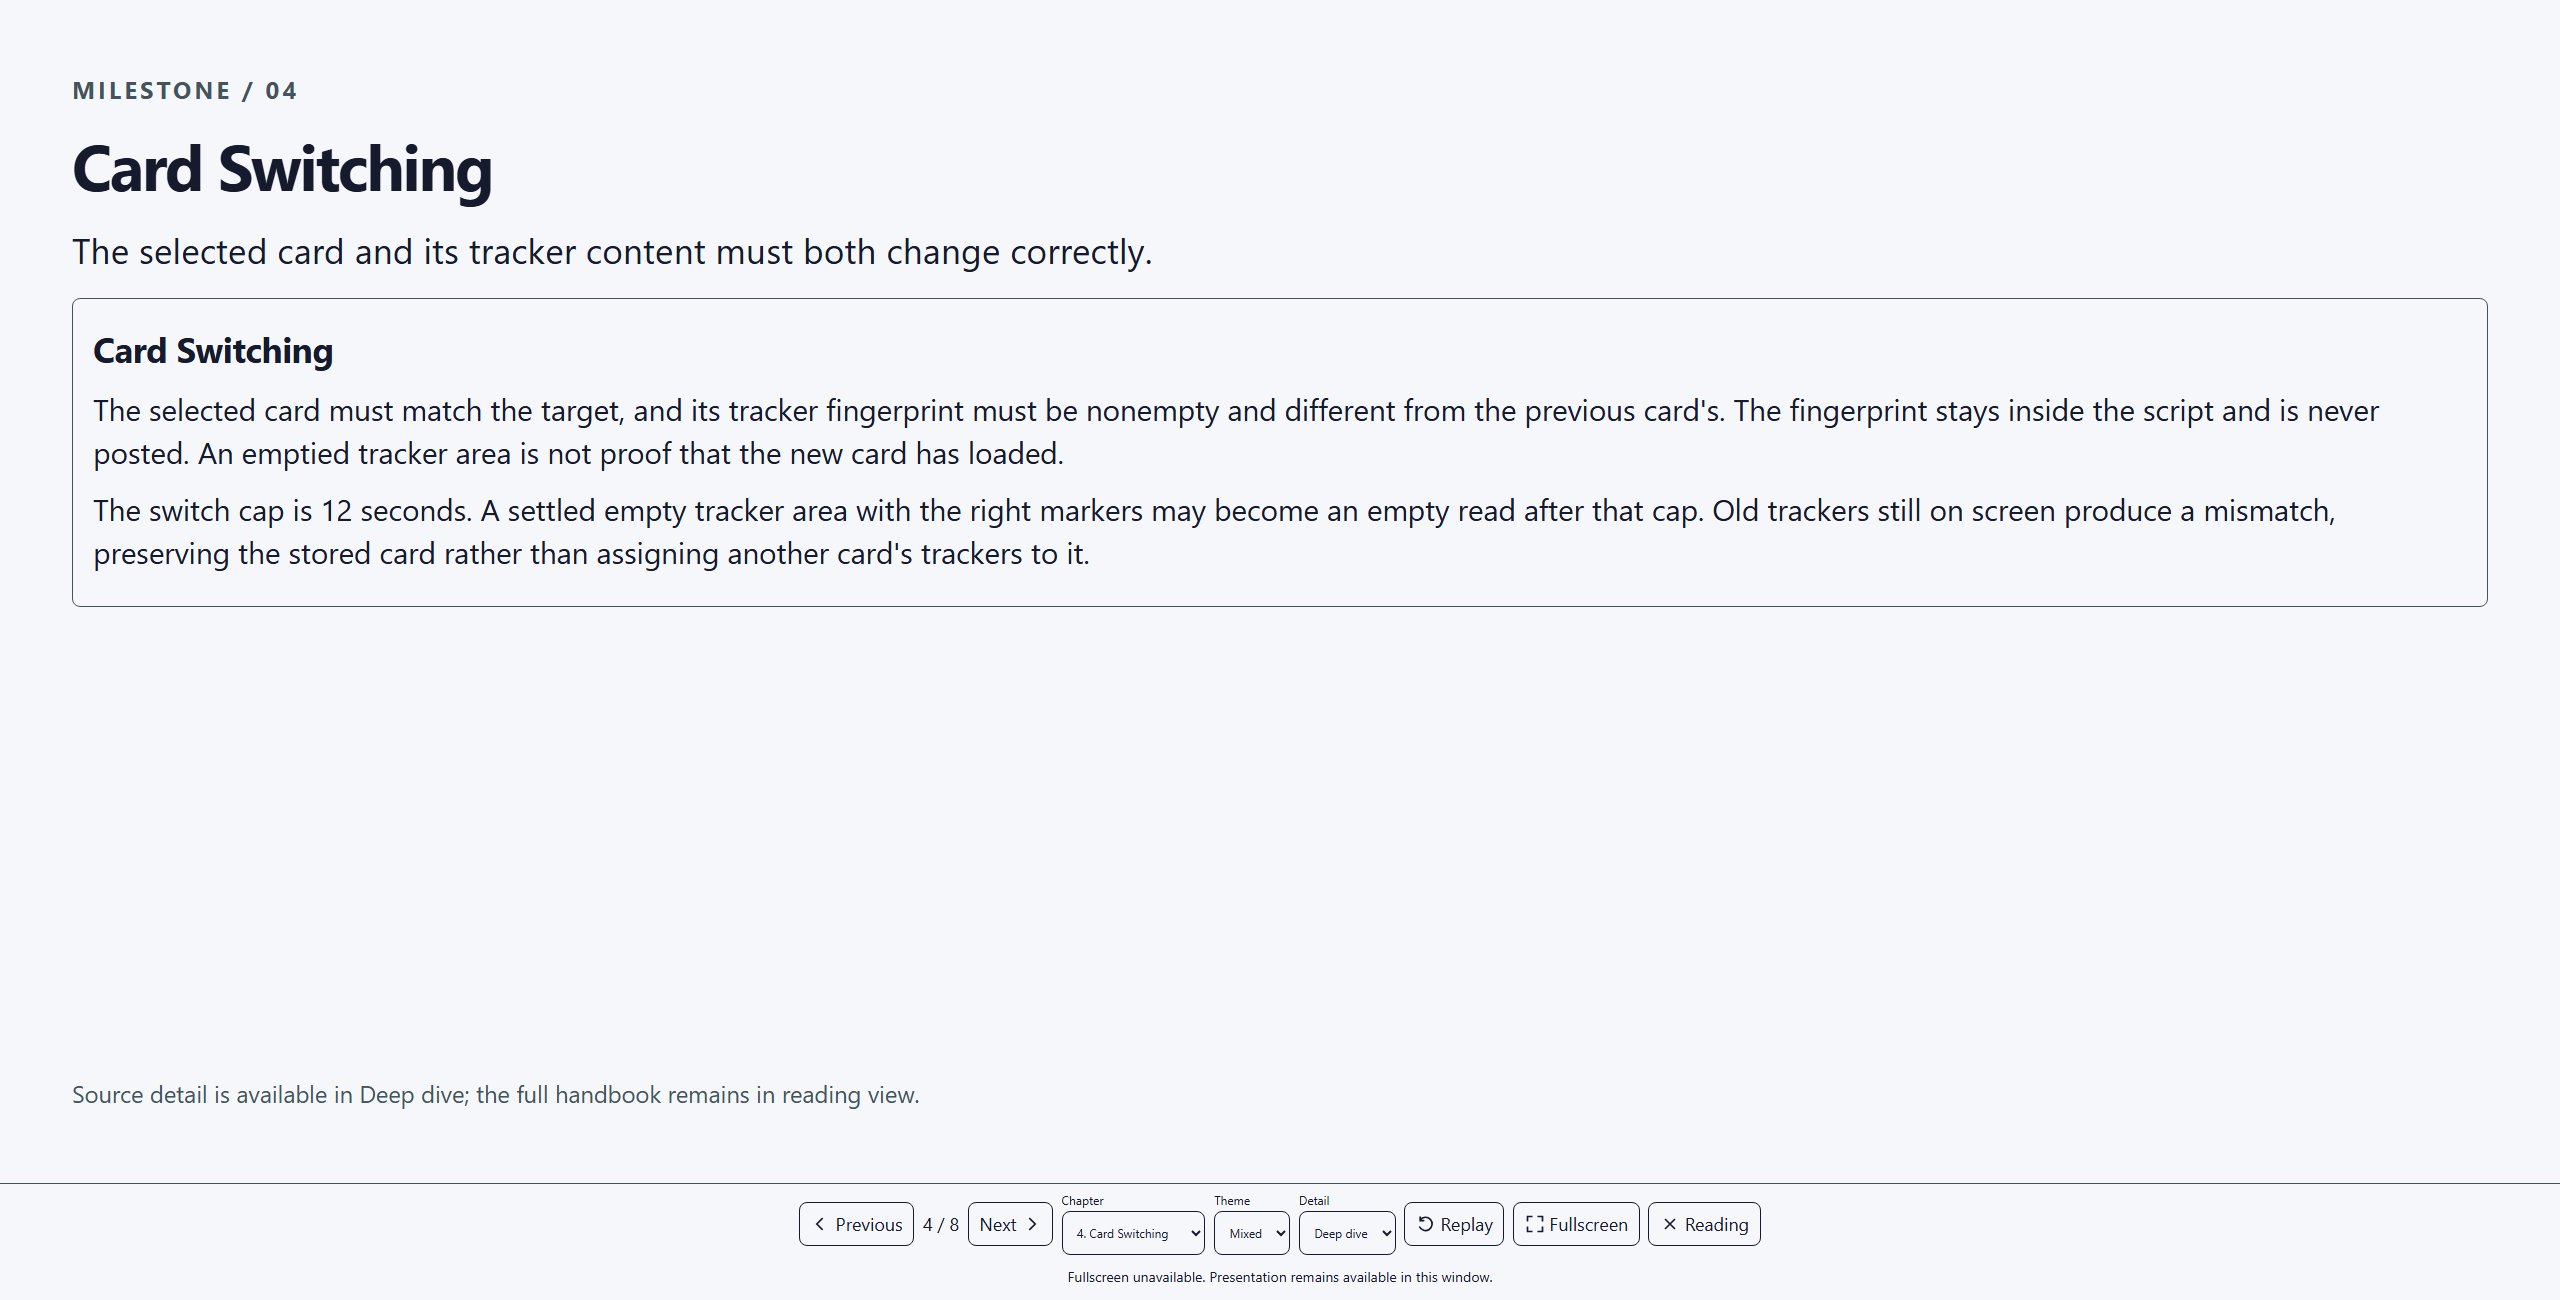 MILESTONE / 04
Card Switching
The selected card and its tracker content must both change correctly.
Card Switching
The selected card must match the target, and its tracker fingerprint must be nonempty and different from the previous card's. The fingerprint stays inside the script and is never
posted. An emptied tracker area is not proof that the new card has loaded.
The switch cap is 12 seconds. A settled empty tracker area with the right markers may become an empty read after that cap. Old trackers still on screen produce a mismatch,
preserving the stored card rather than assigning another card's trackers to it.
Source detail is available in Deep dive; the full handbook remains in reading view.
Chapter Theme Detail
Previous 4 / 8 Next 4. Card Switching Mixed Deep dive Replay Fullscreen Reading
Fullscreen unavailable. Presentation remains available in this window.